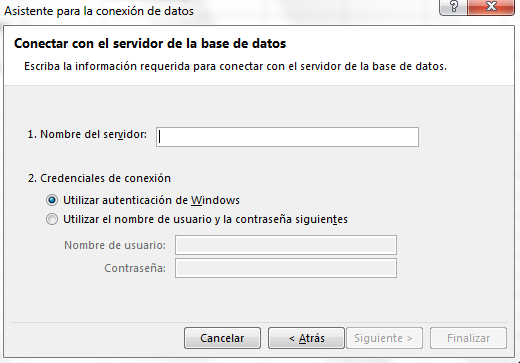 Asistente para la conexión de datos
?
Conectar con el servidor de la base de datos
Escriba la información requerida para conectar con el servidor de la base de datos.
1. Nombre del servidor:
2. Credenciales de conexión
Utilizar autenticación de Windows
Utilizar el nombre de usuario y la contraseña siguientes
Nombre de usuario:
Contraseña:
Cancelar
< Atrás
Siguiente >
Finalizar